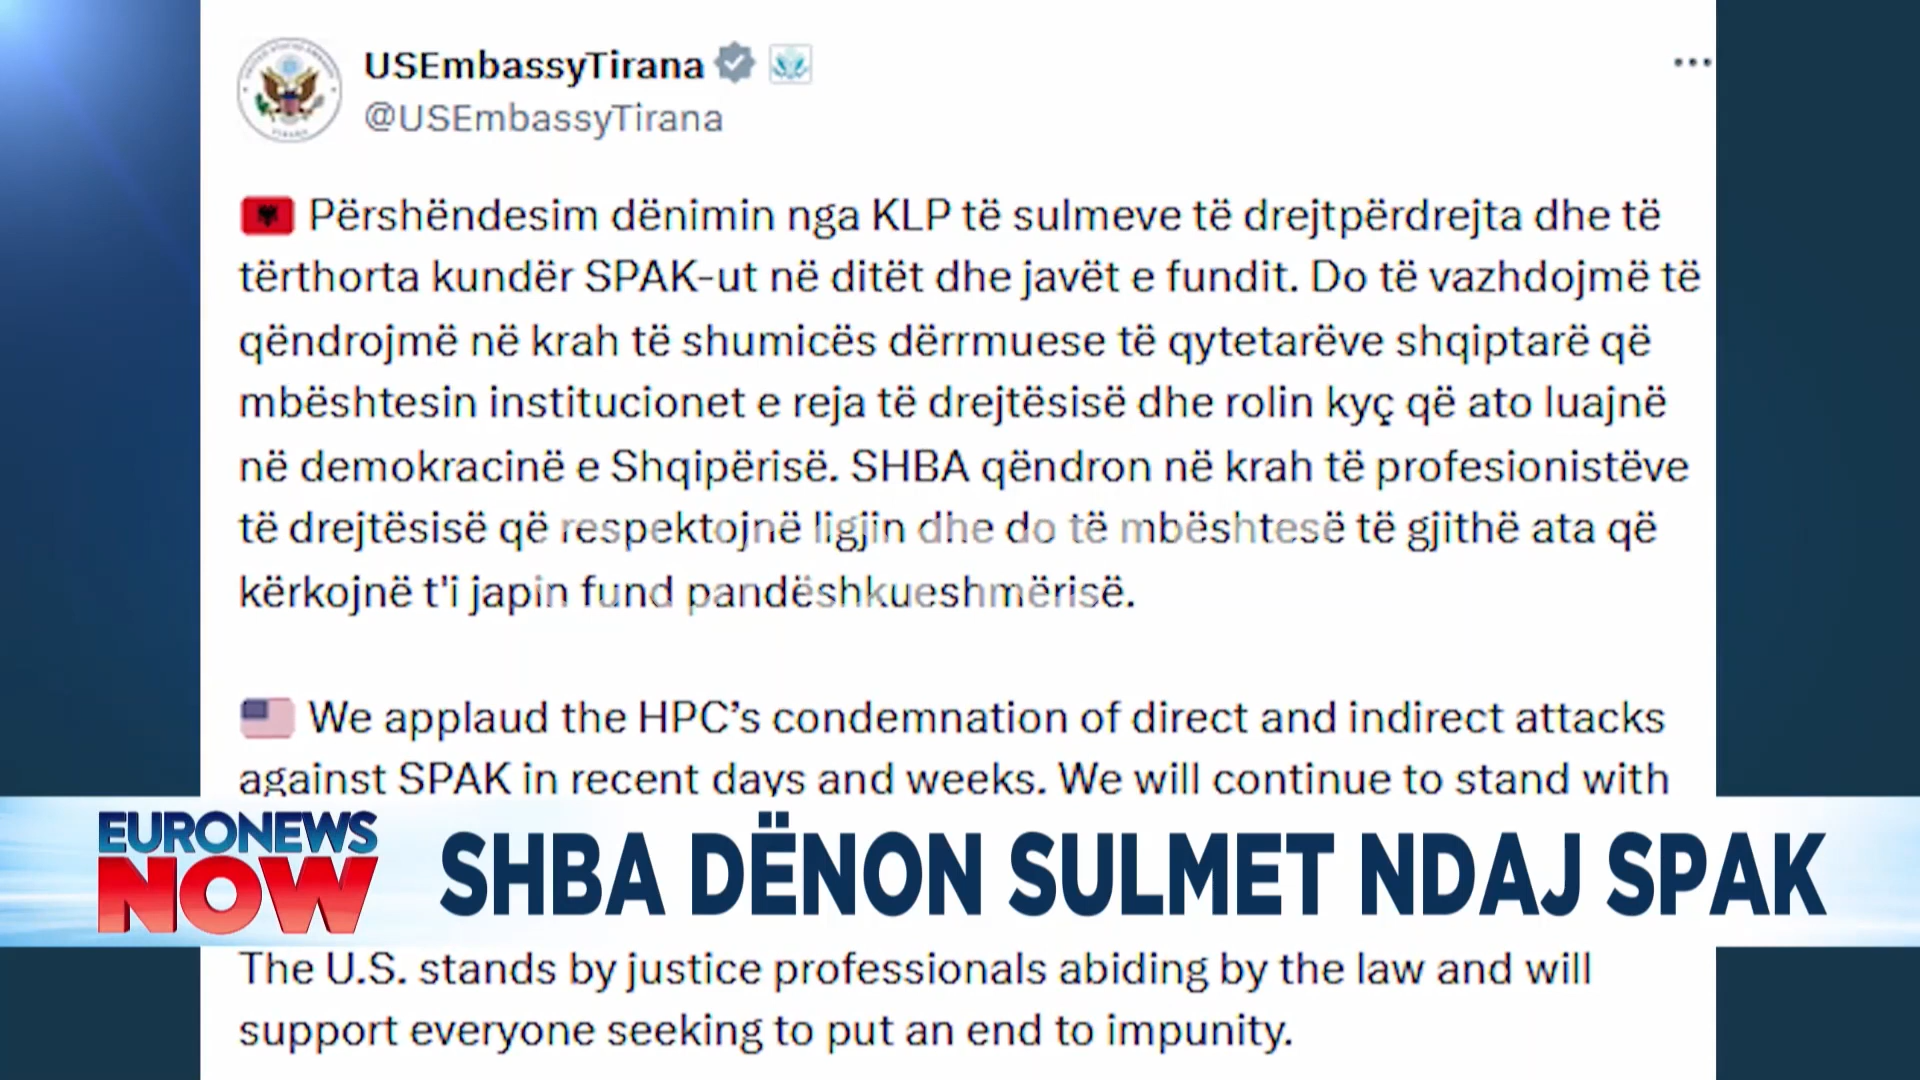 USEmbassyTirana
@USEmbassyTirana
Përshëndesim dënimin nga KLP të sulmeve të drejtpërdrejta dhe të
tërthorta kundër SPAK-ut në ditët dhe javët e fundit. Do të vazhdojmë të
qëndrojmë në krah të shumicës dërrmuese të qytetarëve shqiptarë që
mbështesin institucionet e reja të drejtësisë dhe rolin kyç që ato luajnë
në demokracinë e Shqipërisë. SHBA qëndron në krah të profesionistëve
të drejtësisë që respektojnë ligjin dhe do të mbështesë të gjithë ata që
kërkojnë t'i japin fund pandëshkueshmërisë.
We applaud the HPC’s condemnation of direct and indirect attacks
against SPAK in recent days and weeks. We will continue to stand with
EURONEWS
NOW
SHBA DËNON SULMET NDAJ SPAK
The U.S. stands by justice professionals abiding by the law and will
support everyone seeking to put an end to impunity.